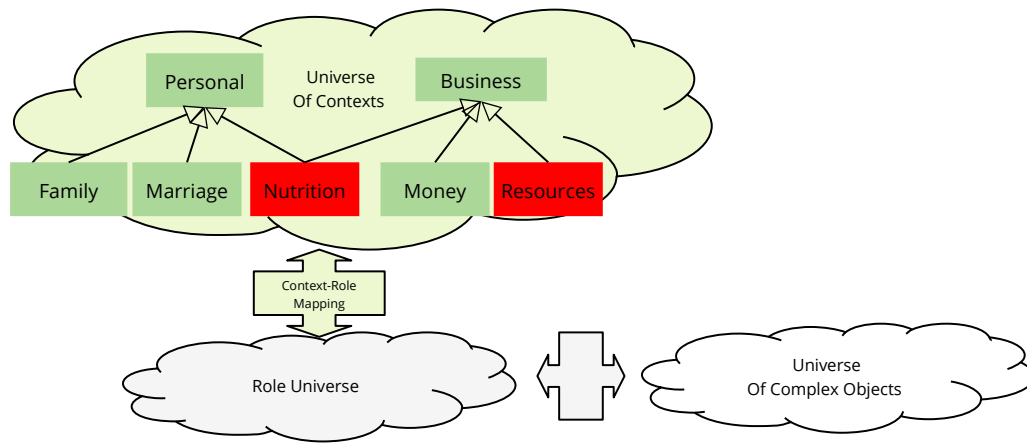 Personal
Universe
Of Contexts
Business
Family
Marriage
Nutrition
Money
Resources
Context-Role
Mapping
Role Universe
Universe
Of Complex Objects